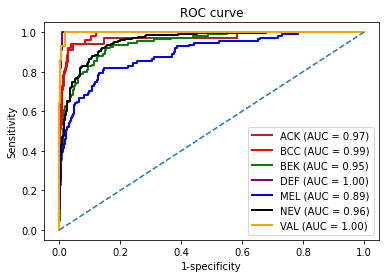 ROC curve
Sensitivity
1.0
0.8
0.6
0.4
0.2
0.0
ACK (AUC = 0.97)
BCC (AUC = 0.99)
BEK (AUC = 0.95)
DEF (AUC = 1.00)
MEL (AUC = 0.89)
NEV (AUC = 0.96)
VAL (AUC = 1.00)
0.0 0.2 0.4 0.6 0.8 1.0
1-specificity